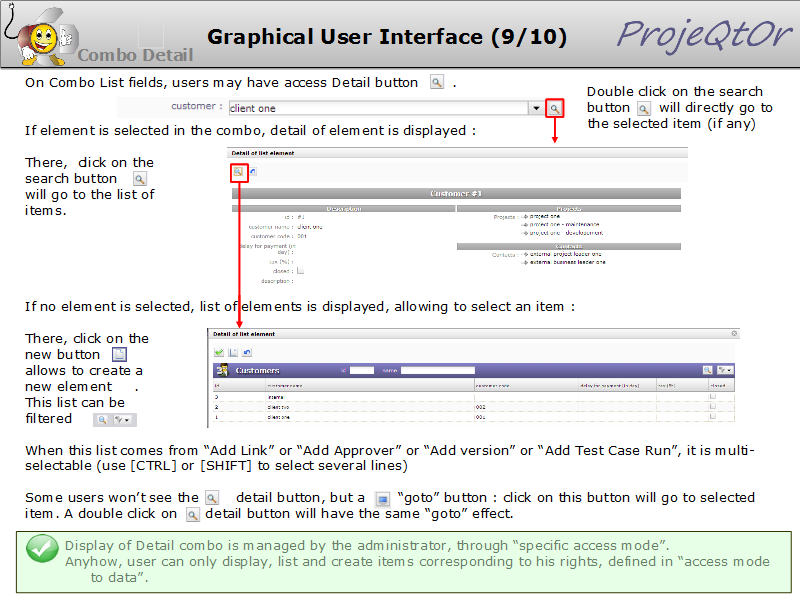 Graphical User Interface (9/10)
ProjeQtOr
Combo Detail
On Combo List fields, users may have access Detail button .
customer : client one
Double click on the search
button will directly go to
the selected item (if any)
If element is selected in the combo, detail of element is displayed :
There, click on the
search button
will go to the list of
items.
Detail of list element
Customer #1
Description
id : #1
customer name : client one
customer code : 001
delay for payment (in
day) :
tax (%) :
closed :
description :
Projects
Projects : project one
project one - maintenance
project one - developement
Contacts
Contacts : external project leader one
external business leader one
If no element is selected, list of elements is displayed, allowing to select an item :
There, click on the
new button
allows to create a
new element .
This list can be
filtered
Detail of list element
Customers id name
id customer name customer code delay for payment (in day) tax (%) closed
3 internal
2 client two 002
1 client one 001
When this list comes from “Add Link” or “Add Approver” or “Add version” or “Add Test Case Run”, it is multi-
selectable (use [CTRL] or [SHIFT] to select several lines)
Some users won’t see the detail button, but a “goto” button : click on this button will go to selected
item. A double click on detail button will have the same “goto” effect.
Display of Detail combo is managed by the administrator, through “specific access mode”.
Anyhow, user can only display, list and create items corresponding to his rights, defined in “access mode
to data”.